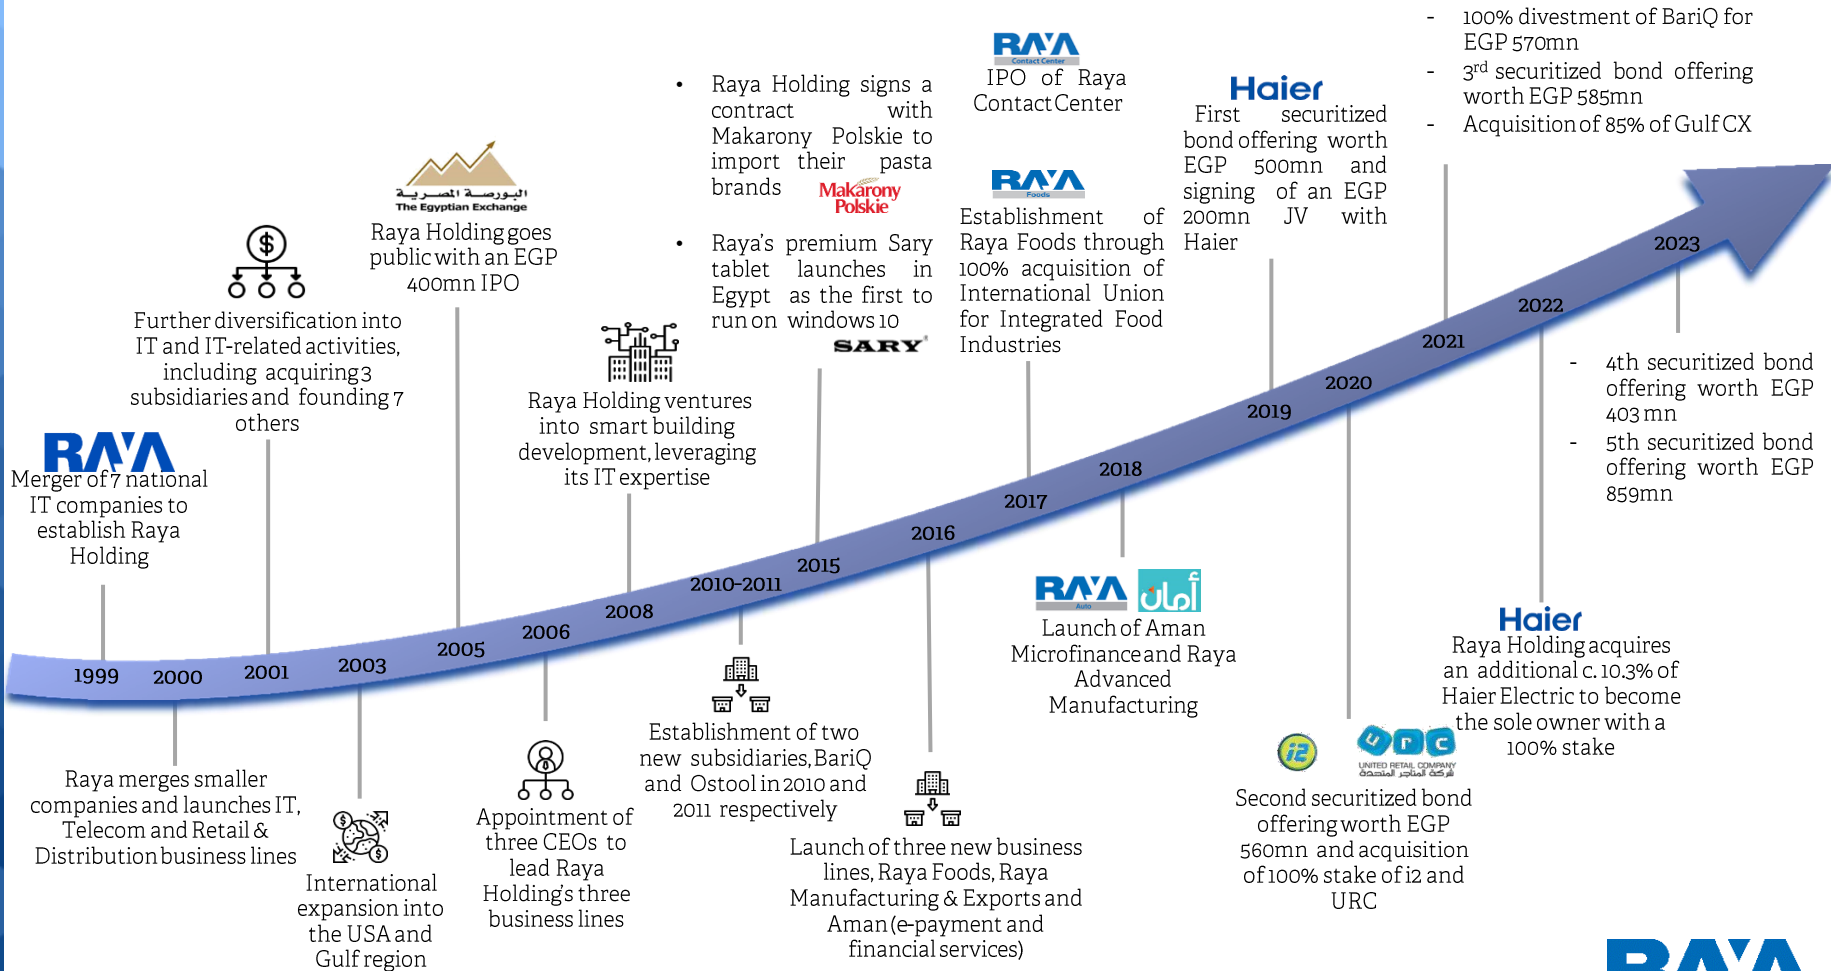 RAYA
Merger of 7 national
IT companies to
establish Raya
Holding
1999
2000
Raya merges smaller
companies and launches IT,
Telecom and Retail &
Distribution business lines
Further diversification into
IT and IT-related activities,
including acquiring 3
subsidiaries and founding 7
others
2001
2003
International
expansion into
the USA and
Gulf region
البورصة المصرية
The Egyptian Exchange
Raya Holding goes
public with an EGP
400mn IPO
2005
2006
Appointment of
three CEOs to
lead Raya
Holding's three
business lines
Raya Holding ventures
into smart building
development, leveraging
its IT expertise
2008
2010-2011
Establishment of two
new subsidiaries, BariQ
and Ostool in 2010 and
2011 respectively
• Raya Holding signs a
contract with
Makarony Polskie to
import their pasta
brands
Makarony
Polskie
• Raya's premium Sary
tablet launches in
Egypt as the first to
run on windows 10
SARY
2015
2016
Launch of three new business
lines, Raya Foods, Raya
Manufacturing & Exports and
Aman (e-payment and
financial services)
RAYA
Contact Center
IPO of Raya
Contact Center
RAYA
Foods
Establishment of
Raya Foods through
100% acquisition of
International Union
for Integrated Food
Industries
2017
2018
RAYA
Auto
أمان
Launch of Aman
Microfinance and Raya
Advanced
Manufacturing
Haier
First securitized
bond offering worth
EGP 500mn and
signing of an EGP
200mn JV with
Haier
2019
2020
i2
urc
UNITED RETAIL COMPANY
شركة المتاجر المتحدة
Second securitized bond
offering worth EGP
560mn and acquisition
of 100% stake of i2 and
URC
- 100% divestment of BariQ for
EGP 570mn
- 3rd securitized bond offering
worth EGP 585mn
- Acquisition of 85% of Gulf CX
2021
2022
Haier
Raya Holding acquires
an additional c. 10.3% of
Haier Electric to become
the sole owner with a
100% stake
2023
- 4th securitized bond
offering worth EGP
403 mn
- 5th securitized bond
offering worth EGP
859mn
RAYA